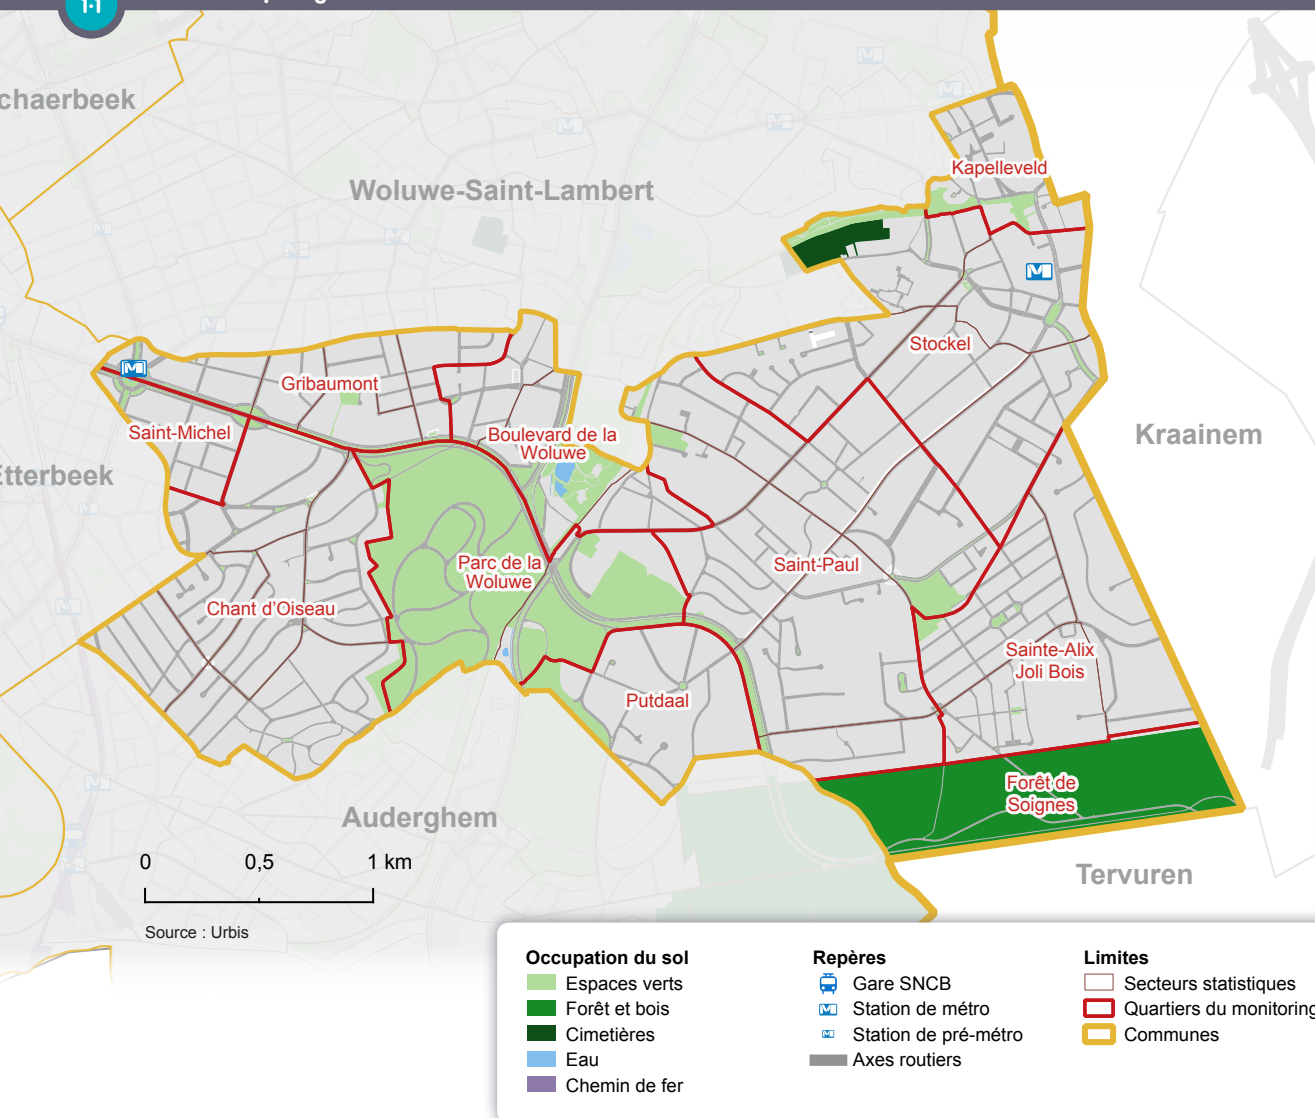 1·1
chaerbeek
Woluwe-Saint-Lambert
Kapelleveld
Stockel
Gribaumont
Saint-Michel
Boulevard de la
Woluwe
Kraainem
Etterbeek
Parc de la
Woluwe
Saint-Paul
Chant d'Oiseau
Sainte-Alix
Joli Bois
Putdaal
Forêt de
Soignes
Auderghem
Tervuren
0 0,5 1 km
Source : Urbis
Occupation du sol
Espaces verts
Forêt et bois
Cimetières
Eau
Chemin de fer
Repères
Gare SNCB
Station de métro
Station de pré-métro
Axes routiers
Limites
Secteurs statistiques
Quartiers du monitoring
Communes